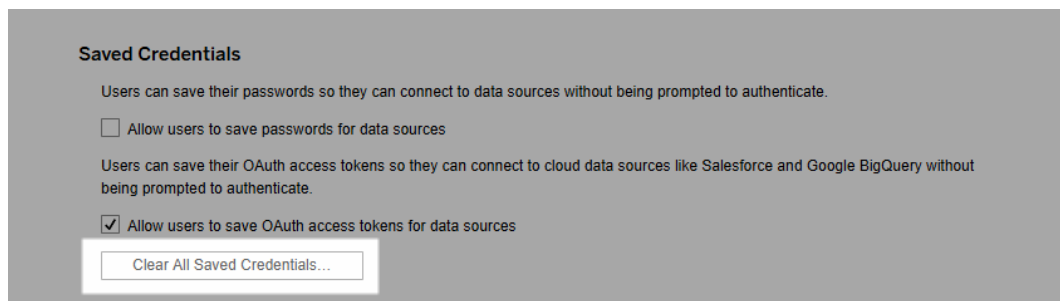 Saved Credentials
Users can save their passwords so they can connect to data sources without being prompted to authenticate.
Allow users to save passwords for data sources
Users can save their OAuth access tokens so they can connect to cloud data sources like Salesforce and Google BigQuery without
being prompted to authenticate.
Allow users to save OAuth access tokens for data sources
Clear All Saved Credentials...